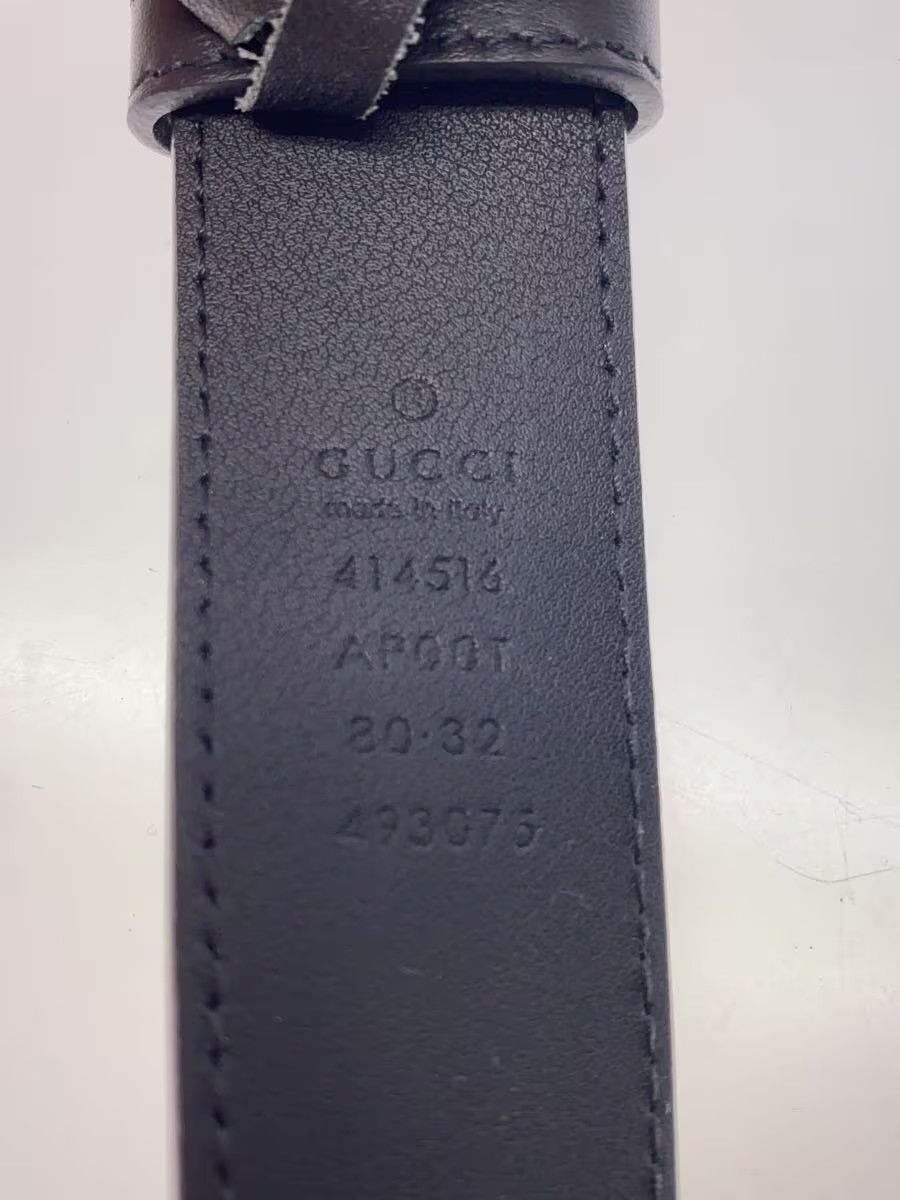 ®
GUCCI
made in Italy
414516
AP00T
80·32
493075